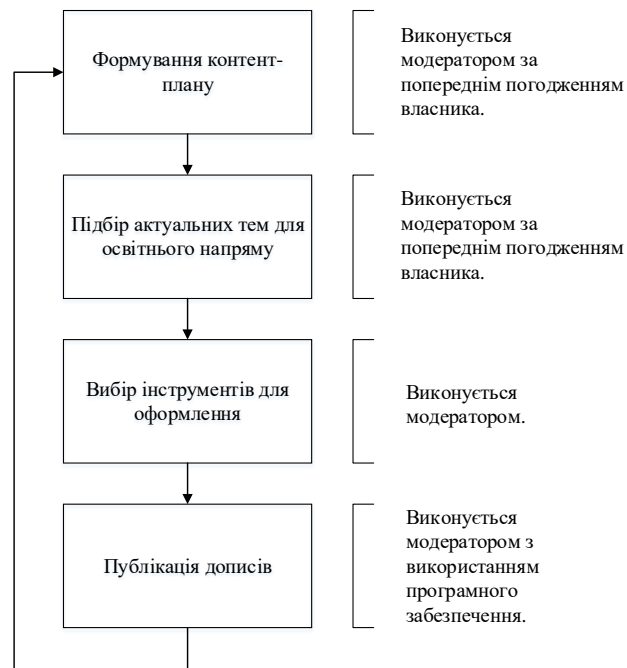 Формування контент-
плану
Виконується
модератором за
попереднім погодженням
власника.
Підбір актуальних тем для
освітнього напряму
Виконується
модератором за
попереднім погодженням
власника.
Вибір інструментів для
оформлення
Виконується
модератором.
Публікація дописів
Виконується
модератором з
використанням
програмного
забезпечення.